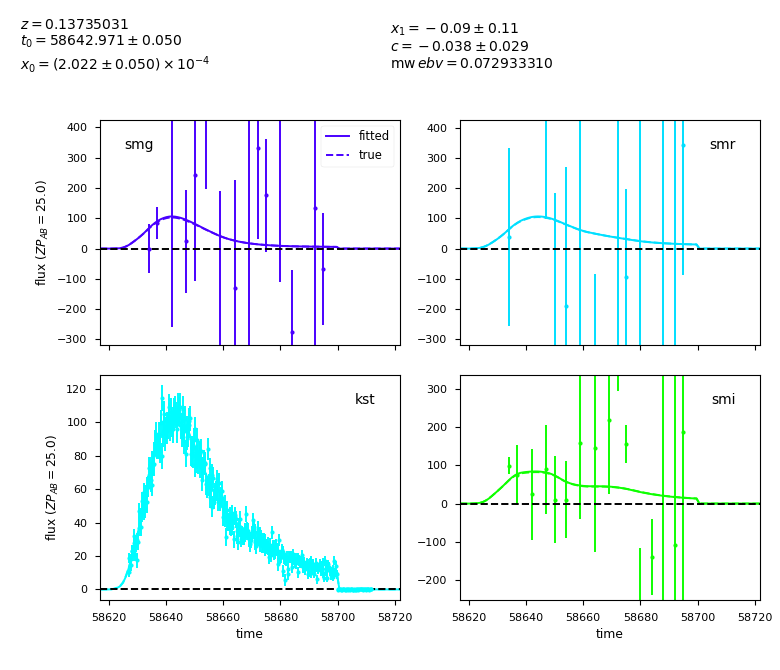 z = 0.13735031
t₀ = 58642.971 ± 0.050
x₀ = (2.022 ± 0.050) × 10⁻⁴
x₁ = −0.09 ± 0.11
c = −0.038 ± 0.029
mw ebv = 0.072933310
smg
fitted
true
400
300
200
100
0
−100
−200
−300
flux (ZP_AB = 25.0)
smr
400
300
200
100
0
−100
−200
−300
kst
120
100
80
60
40
20
0
flux (ZP_AB = 25.0)
58620 58640 58660 58680 58700 58720
time
smi
300
200
100
0
−100
−200
58620 58640 58660 58680 58700 58720
time